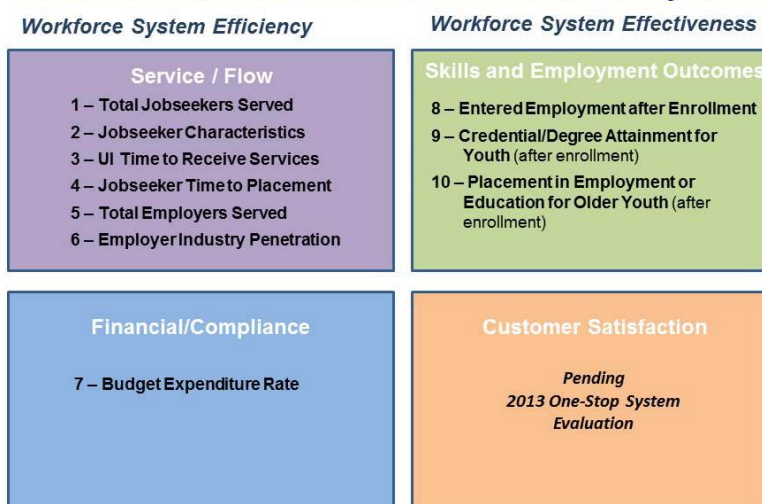 Workforce System Efficiency
Workforce System Effectiveness
Service / Flow
1 – Total Jobseekers Served
2 – Jobseeker Characteristics
3 – UI Time to Receive Services
4 – Jobseeker Time to Placement
5 – Total Employers Served
6 – Employer Industry Penetration
Skills and Employment Outcomes
8 – Entered Employment after Enrollment
9 – Credential/Degree Attainment for
Youth (after enrollment)
10 – Placement in Employment or
Education for Older Youth (after
enrollment)
Financial/Compliance
7 – Budget Expenditure Rate
Customer Satisfaction
Pending
2013 One-Stop System
Evaluation